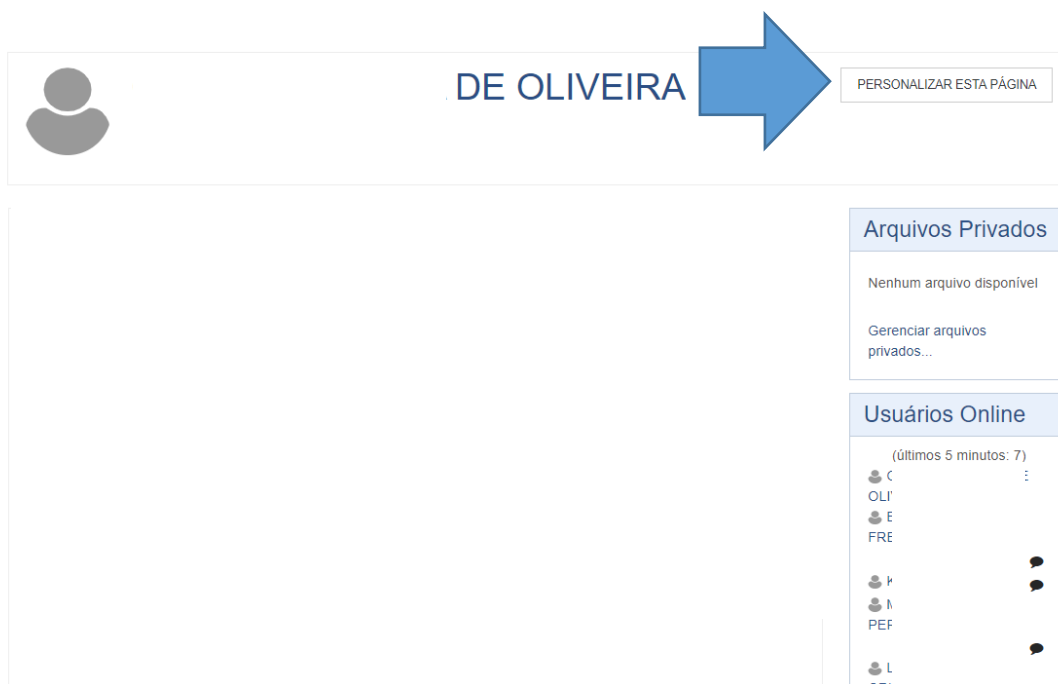 DE OLIVEIRA
PERSONALIZAR ESTA PÁGINA
Arquivos Privados
Nenhum arquivo disponível
Gerenciar arquivos
privados...
Usuários Online
(últimos 5 minutos: 7)